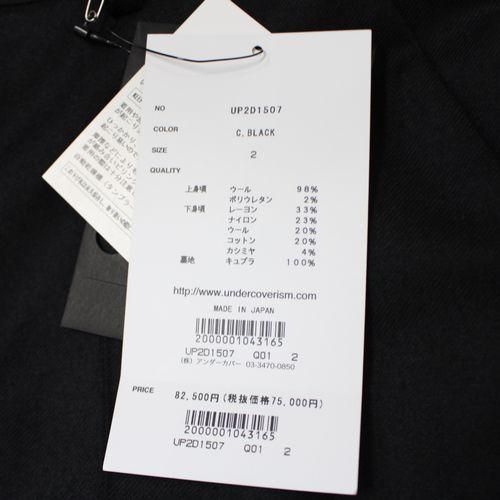 NO UP2D1507
COLOR C.BLACK
SIZE 2
QUALITY
上身頃 ウール 98%
ポリウレタン 2%
下身頃 レーヨン 33%
ナイロン 23%
ウール 20%
コットン 20%
カシミヤ 4%
墓地 キュプラ 100%
http://www.undercoverism.com
MADE IN JAPAN
2000001043165
UP2D1507 Q01 2
(株) アンダーカバー 03-3470-0850
PRICE 82,500円(税抜価格75,000円)
2000001043165
UP2D1507 Q01 2